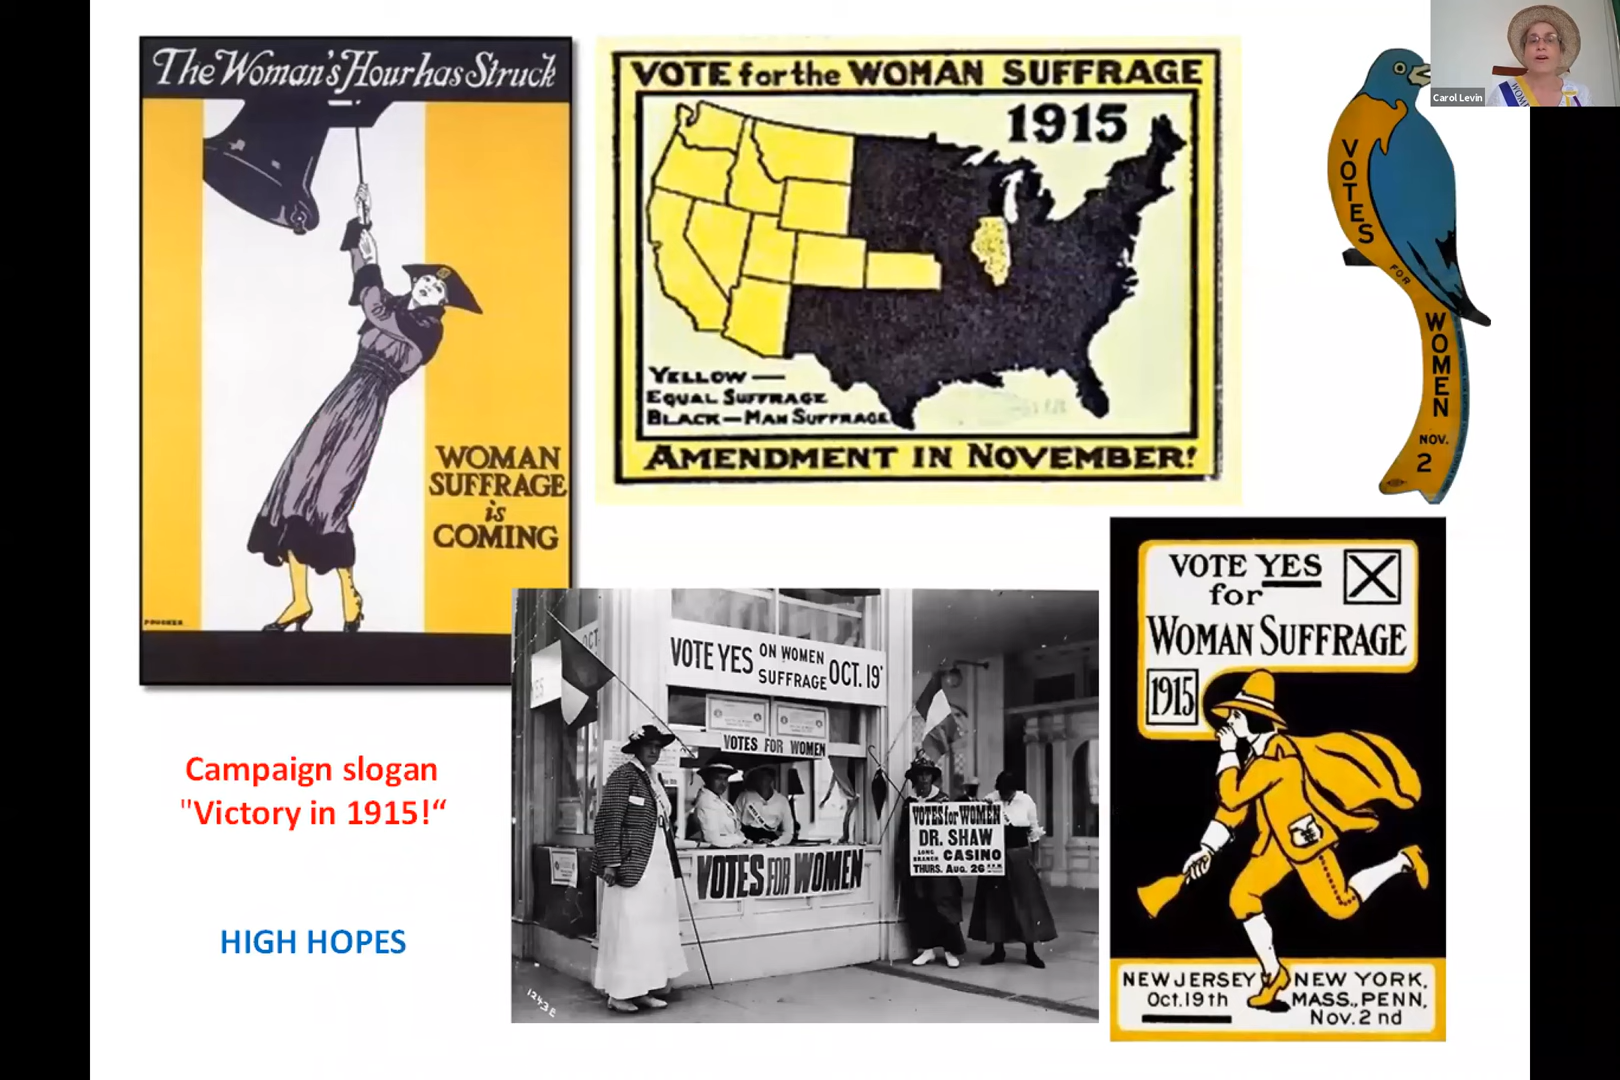 The Woman's Hour has Struck
WOMAN
SUFFRAGE
is
COMING
VOTE for the WOMAN SUFFRAGE
1915
YELLOW —
EQUAL SUFFRAGE
BLACK — MAN SUFFRAGE
AMENDMENT IN NOVEMBER!
VOTES
FOR
WOMEN
NOV.
2
Carol Levin
VOTE YES
for
WOMAN SUFFRAGE
1915
NEW JERSEY
Oct. 19th
NEW YORK,
MASS., PENN,
Nov. 2nd
OCT.
VOTE YES ON WOMEN SUFFRAGE OCT. 19
VOTES FOR WOMEN
VOTES FOR WOMEN
VOTES for WOMEN
DR. SHAW
LONG BRANCH CASINO
THURS. AUG. 26
Campaign slogan
"Victory in 1915!“
HIGH HOPES